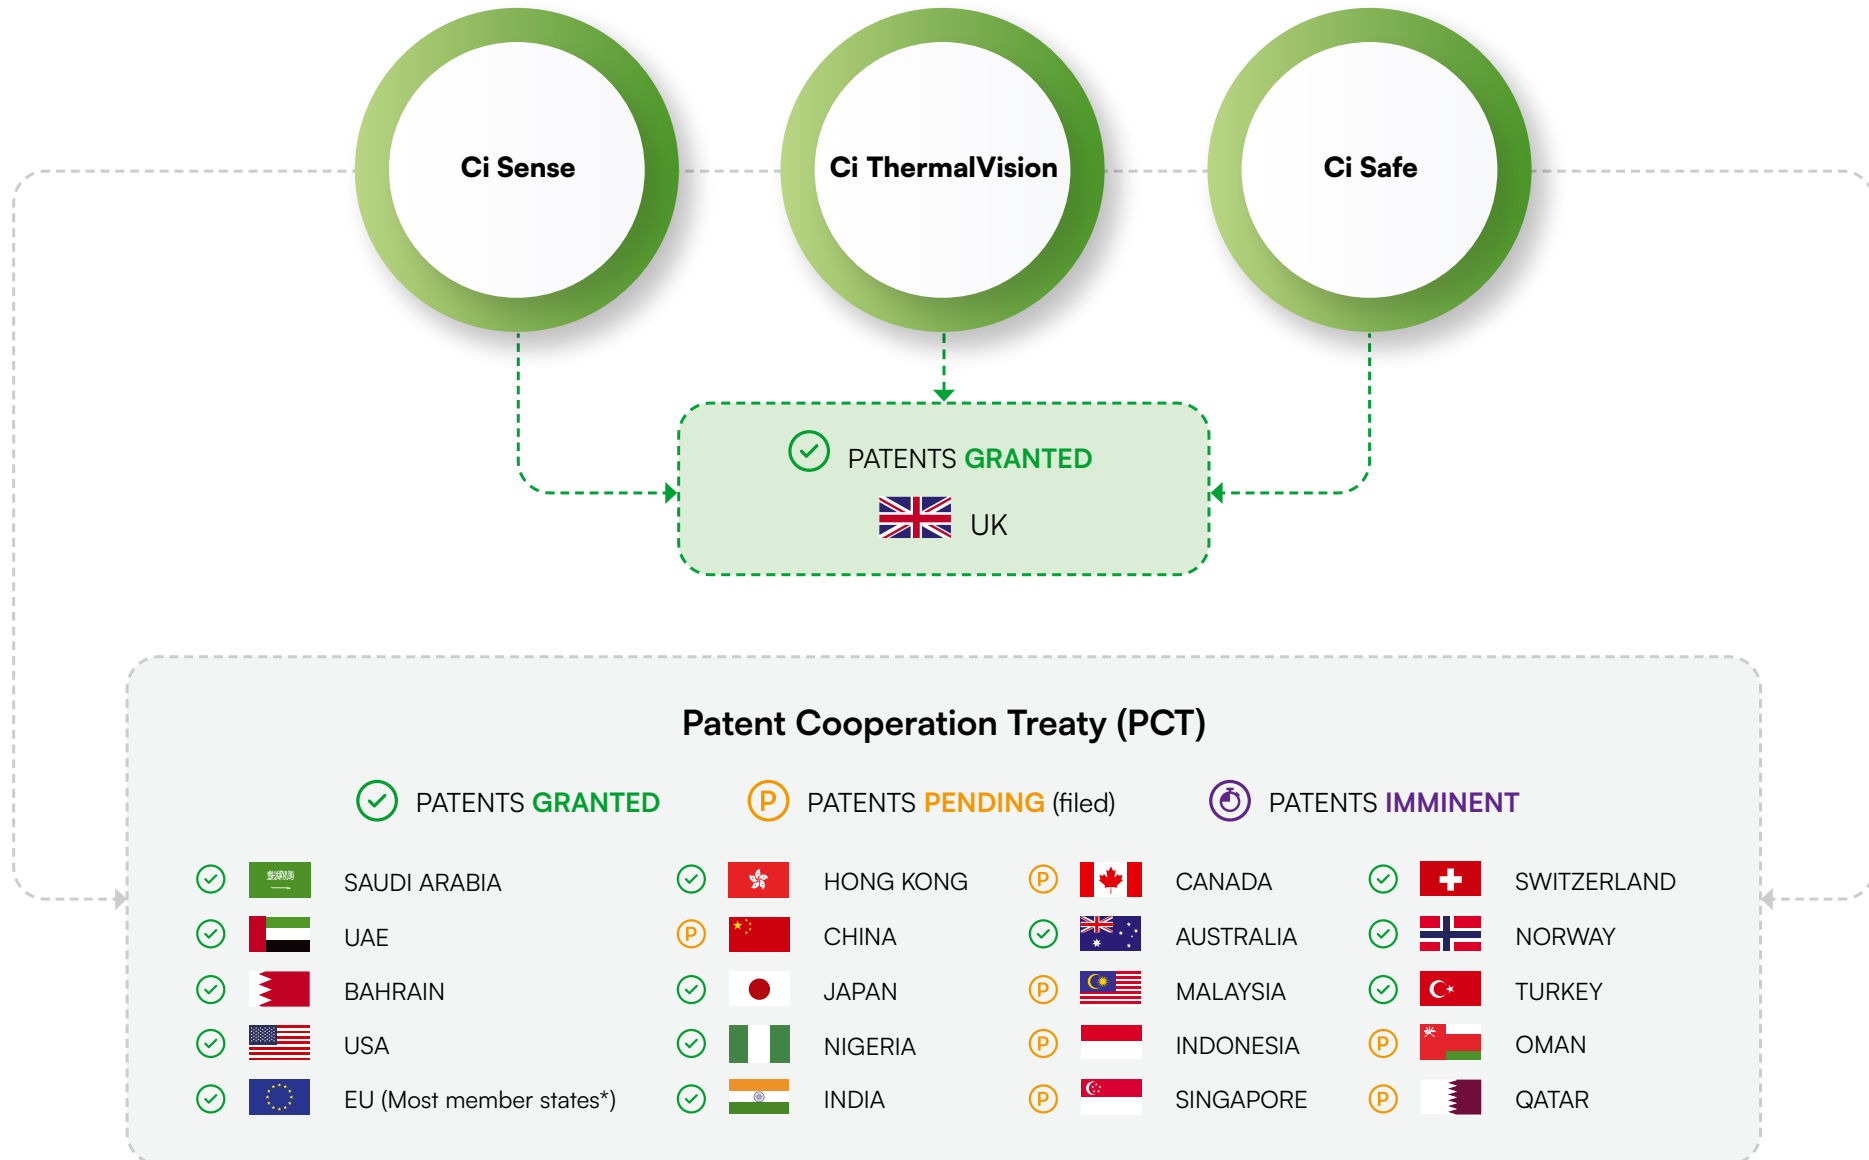 Ci Sense
Ci ThermalVision
Ci Safe
PATENTS GRANTED
UK
Patent Cooperation Treaty (PCT)
PATENTS GRANTED
P PATENTS PENDING (filed)
PATENTS IMMINENT
SAUDI ARABIA
UAE
BAHRAIN
USA
EU (Most member states*)
HONG KONG
P CHINA
JAPAN
NIGERIA
INDIA
P CANADA
AUSTRALIA
P MALAYSIA
P INDONESIA
P SINGAPORE
SWITZERLAND
NORWAY
TURKEY
P OMAN
P QATAR